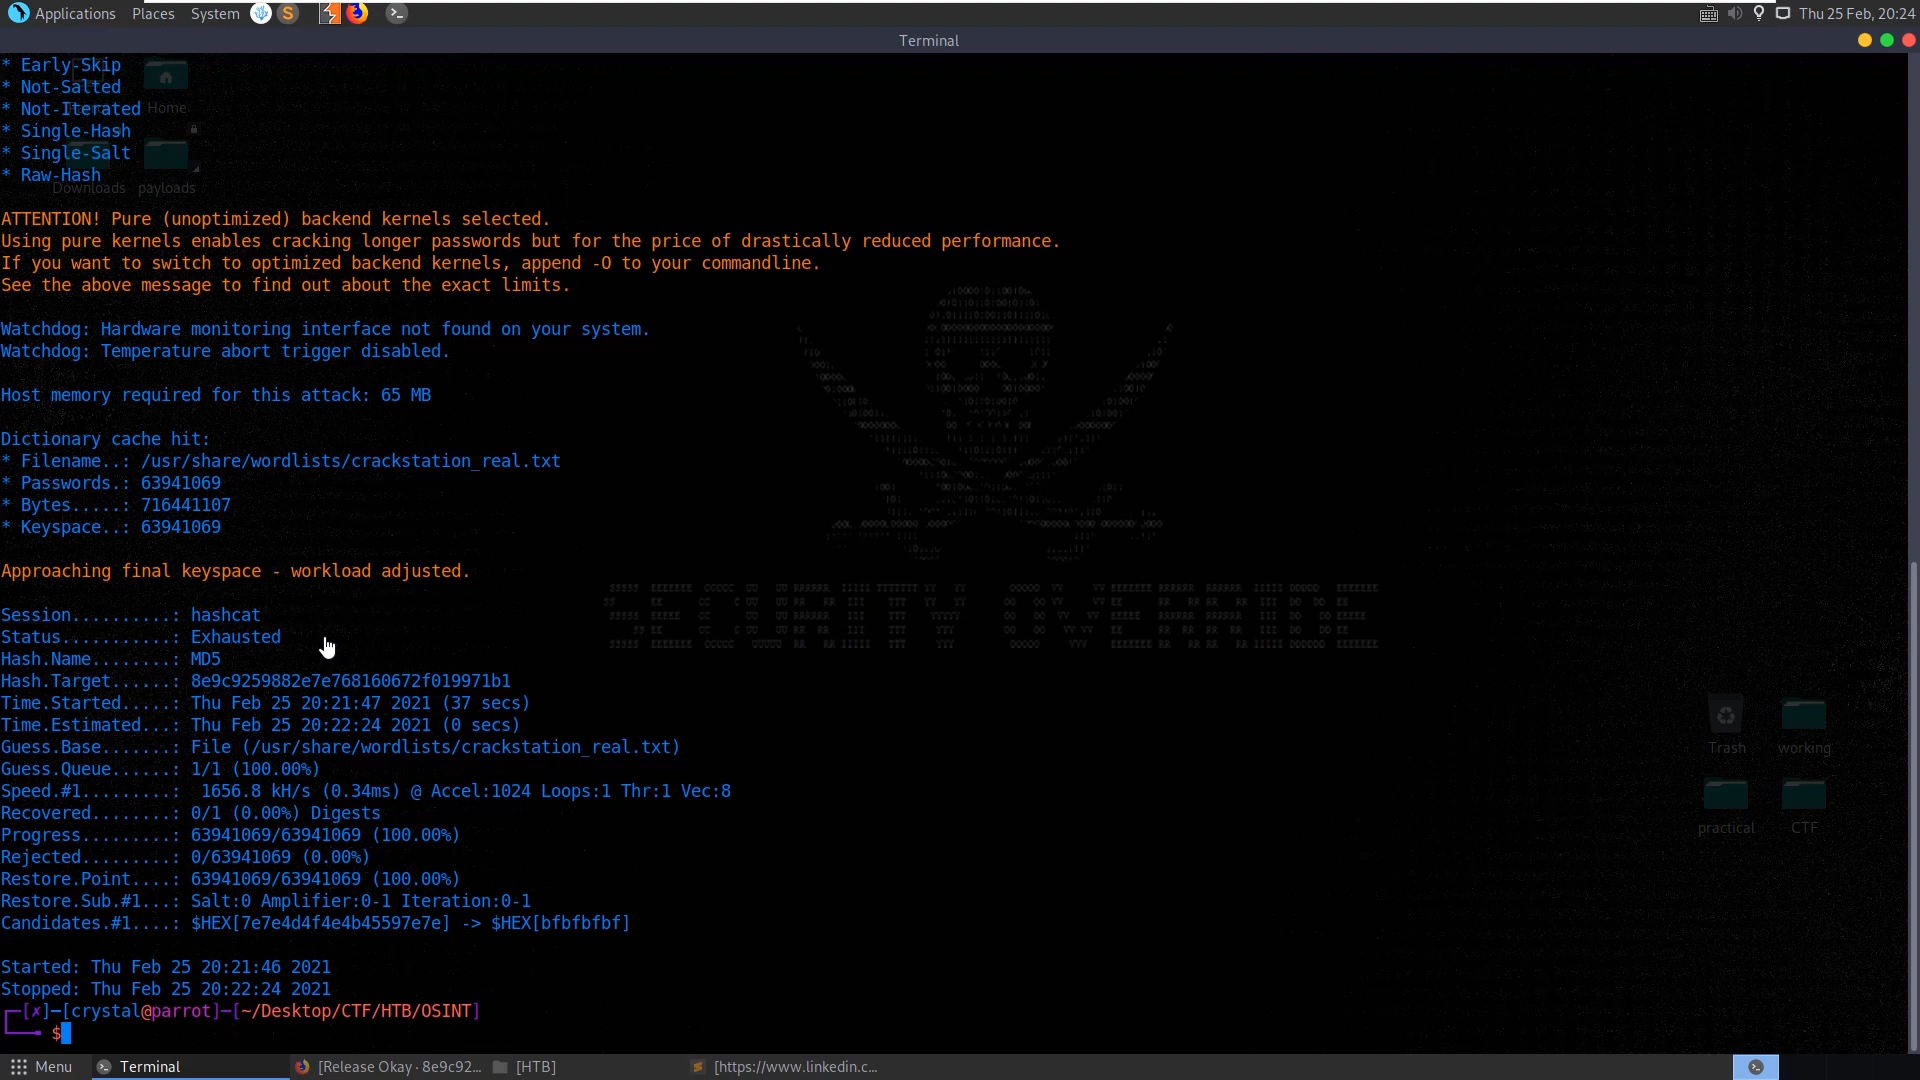 Applications Places System Thu 25 Feb, 20:24
Terminal
* Early-Skip
* Not-Salted
* Not-Iterated
Home
* Single-Hash
* Single-Salt
* Raw-Hash
Downloads payloads
ATTENTION! Pure (unoptimized) backend kernels selected.
Using pure kernels enables cracking longer passwords but for the price of drastically reduced performance.
If you want to switch to optimized backend kernels, append -O to your commandline.
See the above message to find out about the exact limits.
Watchdog: Hardware monitoring interface not found on your system.
Watchdog: Temperature abort trigger disabled.
Host memory required for this attack: 65 MB
Dictionary cache hit:
* Filename..: /usr/share/wordlists/crackstation_real.txt
* Passwords.: 63941069
* Bytes.....: 716441107
* Keyspace..: 63941069
Approaching final keyspace - workload adjusted.
SECURITY OVERRIDE
Session..........: hashcat
Status...........: Exhausted
Hash.Name........: MD5
Hash.Target......: 8e9c9259882e7e768160672f019971b1
Time.Started.....: Thu Feb 25 20:21:47 2021 (37 secs)
Time.Estimated...: Thu Feb 25 20:22:24 2021 (0 secs)
Guess.Base.......: File (/usr/share/wordlists/crackstation_real.txt)
Guess.Queue......: 1/1 (100.00%)
Speed.#1.........:  1656.8 kH/s (0.34ms) @ Accel:1024 Loops:1 Thr:1 Vec:8
Recovered........: 0/1 (0.00%) Digests
Progress.........: 63941069/63941069 (100.00%)
Rejected.........: 0/63941069 (0.00%)
Restore.Point....: 63941069/63941069 (100.00%)
Restore.Sub.#1...: Salt:0 Amplifier:0-1 Iteration:0-1
Candidates.#1....: $HEX[7e7e4d4f4e4b45597e7e] -> $HEX[bfbfbfbf]
Trash working
practical CTF
Started: Thu Feb 25 20:21:46 2021
Stopped: Thu Feb 25 20:22:24 2021
┌─[✗]─[crystal@parrot]─[~/Desktop/CTF/HTB/OSINT]
└──╼ $
Menu Terminal [Release Okay · 8e9c92... [HTB] [https://www.linkedin.c...